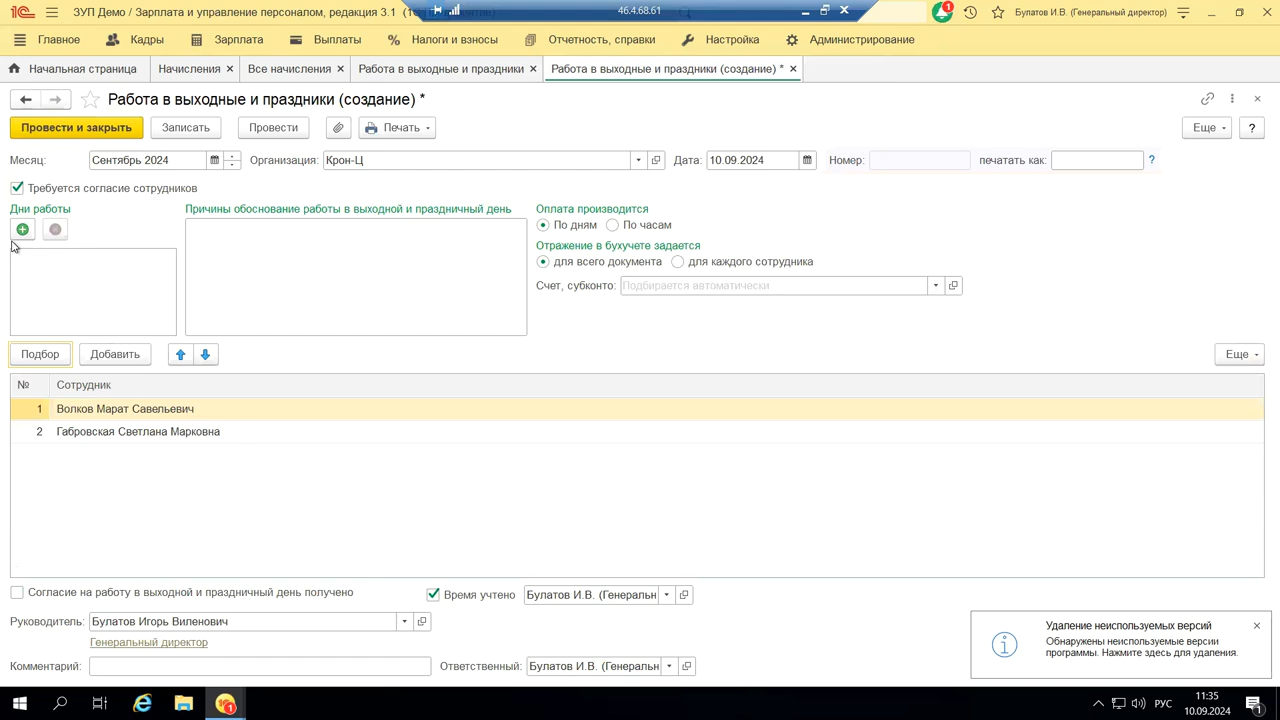 ЗУП Демо / Зарплата и управление персоналом, редакция 3.1 (1С
46.4.68.61
1
Булатов И.В. (Генеральный директор)
Главное
Кадры
Зарплата
Выплаты
Налоги и взносы
Отчетность, справки
Настройка
Администрирование
Начальная страница
Начисления
Все начисления
Работа в выходные и праздники
Работа в выходные и праздники (создание) *
Работа в выходные и праздники (создание) *
Провести и закрыть
Записать
Провести
Печать
Еще
?
Месяц:
Сентябрь 2024
Организация:
Крон-Ц
Дата:
10.09.2024
Номер:
печатать как:
?
Требуется согласие сотрудников
Дни работы
Причины обоснование работы в выходной и праздничный день
Оплата производится
По дням
По часам
Отражение в бухучете задается
для всего документа
для каждого сотрудника
Счет, субконто:
Подбирается автоматически
Подбор
Добавить
Еще
№
Сотрудник
1
Волков Марат Савельевич
2
Габровская Светлана Марковна
Согласие на работу в выходной и праздничный день получено
Время учтено
Булатов И.В. (Генеральн
Руководитель:
Булатов Игорь Виленович
Генеральный директор
Комментарий:
Ответственный:
Булатов И.В. (Генеральн
Удаление неиспользуемых версий
Обнаружены неиспользуемые версии
программы. Нажмите здесь для удаления.
РУС
11:35
10.09.2024
1